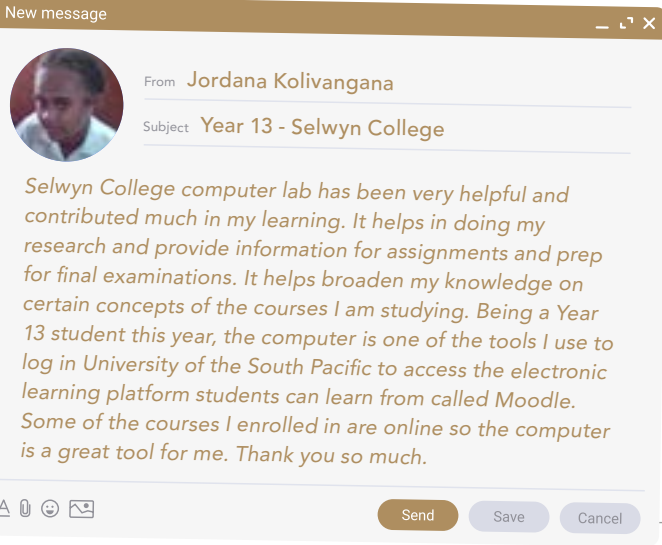 New message
From Jordana Kolivangana
Subject Year 13 - Selwyn College
Selwyn College computer lab has been very helpful and
contributed much in my learning. It helps in doing my
research and provide information for assignments and prep
for final examinations. It helps broaden my knowledge on
certain concepts of the courses I am studying. Being a Year
13 student this year, the computer is one of the tools I use to
log in University of the South Pacific to access the electronic
learning platform students can learn from called Moodle.
Some of the courses I enrolled in are online so the computer
is a great tool for me. Thank you so much.
A
Send Save Cancel